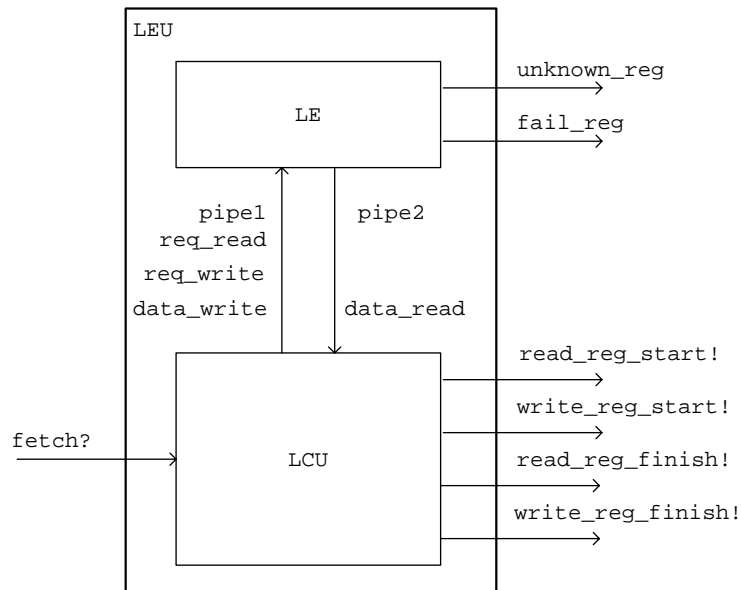 LEU
unknown_reg
LE
fail_reg
pipe1
pipe2
req_read
req_write
data_write
data_read
read_reg_start!
write_reg_start!
fetch?
LCU
read_reg_finish!
write_reg_finish!